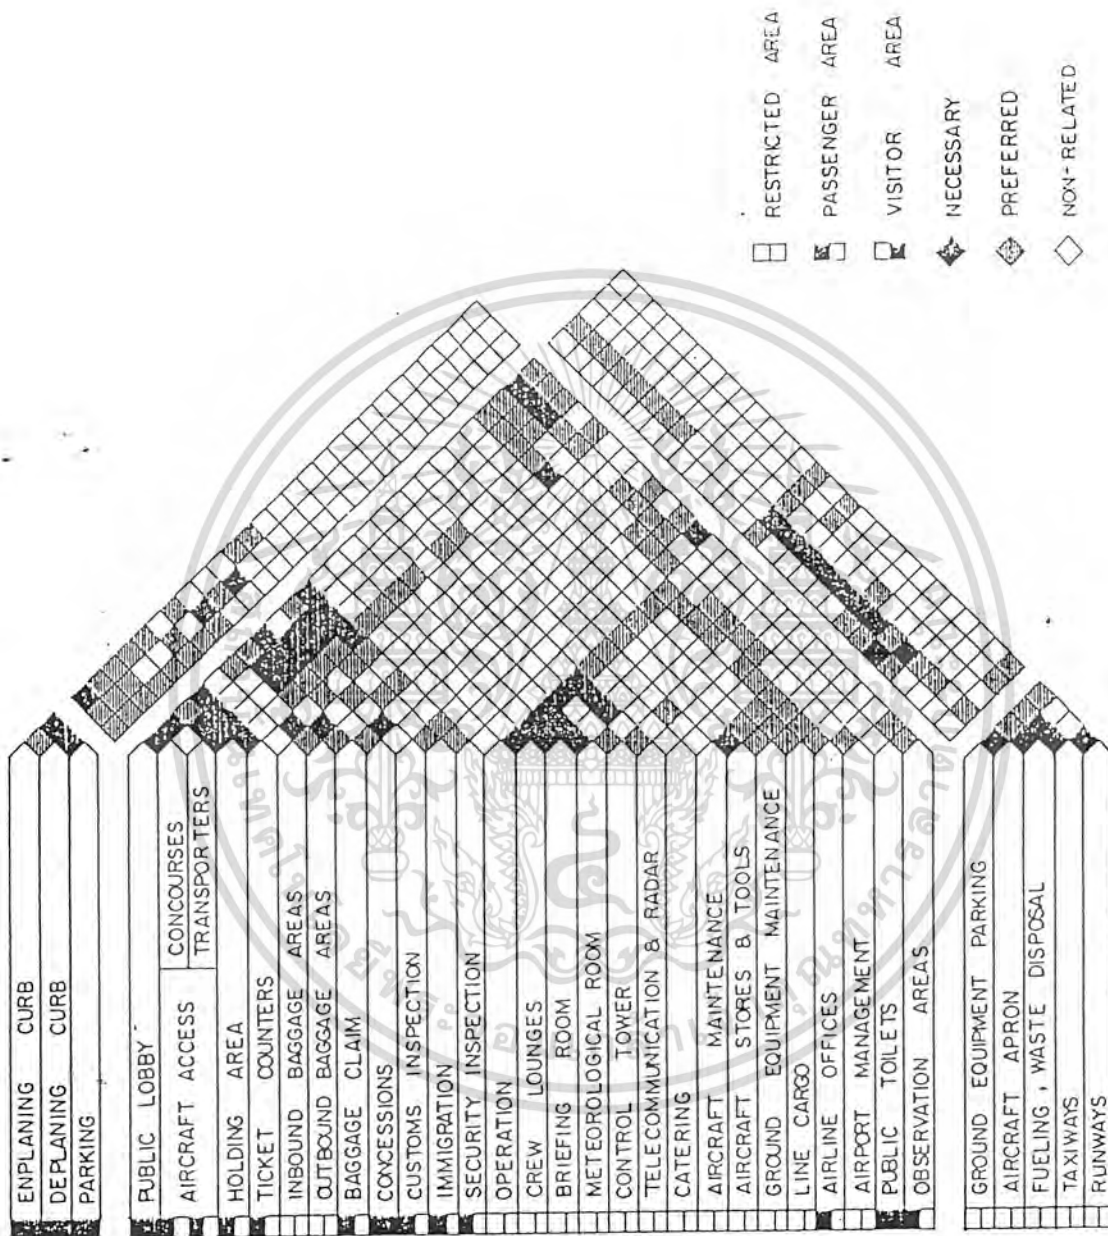 ENPLANING CURB
DEPLANING CURB
PARKING
PUBLIC LOBBY
AIRCRAFT ACCESS
CONCOURSES
TRANSPORTERS
HOLDING AREA
TICKET COUNTERS
INBOUND BAGGAGE AREAS
OUTBOUND BAGGAGE AREAS
BAGGAGE CLAIM
CONCESSIONS
CUSTOMS INSPECTION
IMMIGRATION
SECURITY INSPECTION
OPERATION
CREW LOUNGES
BRIEFING ROOM
METEOROLOGICAL ROOM
CONTROL TOWER
TELECOMMUNICATION & RADAR
CATERING
AIRCRAFT MAINTENANCE
AIRCRAFT STORES & TOOLS
GROUND EQUIPMENT MAINTENANCE
LINE CARGO
AIRLINE OFFICES
AIRPORT MANAGEMENT
PUBLIC TOILETS
OBSERVATION AREAS
GROUND EQUIPMENT PARKING
AIRCRAFT APRON
FUELING, WASTE DISPOSAL
TAXIWAYS
RUNWAYS
RESTRICTED AREA
PASSENGER AREA
VISITOR AREA
NECESSARY
PREFERRED
NON-RELATED